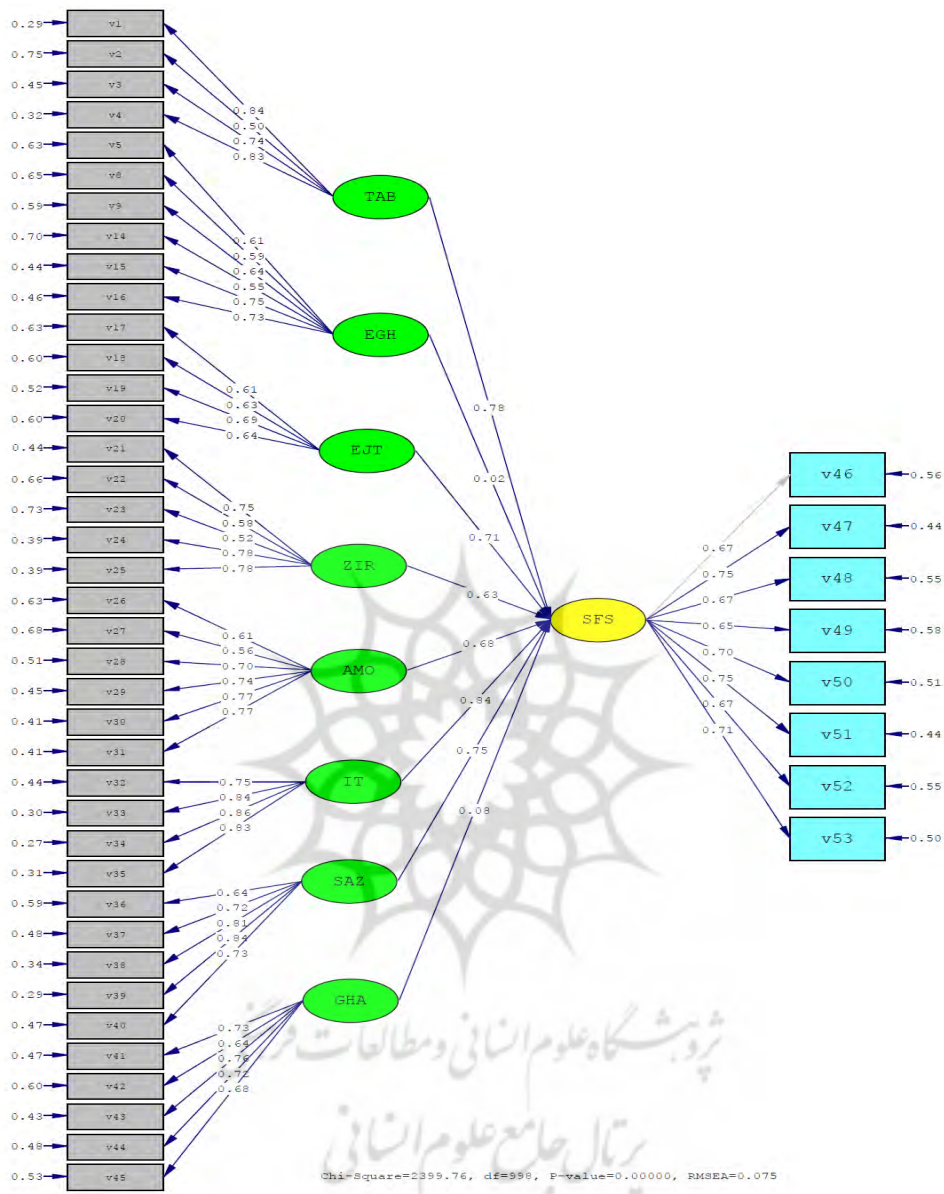 0.29 v1
0.75 v2
0.45 v3
0.32 v4
0.63 v5
0.65 v8
0.59 v9
0.70 v14
0.44 v15
0.46 v16
0.63 v17
0.60 v18
0.52 v19
0.60 v20
0.44 v21
0.66 v22
0.73 v23
0.39 v24
0.39 v25
0.63 v26
0.68 v27
0.51 v28
0.45 v29
0.41 v30
0.41 v31
0.44 v32
0.30 v33
0.27 v34
0.31 v35
0.59 v36
0.48 v37
0.34 v38
0.29 v39
0.47 v40
0.47 v41
0.60 v42
0.43 v43
0.48 v44
0.53 v45
0.84
0.50
0.74
0.83
TAB
0.61
0.59
0.64
0.55
0.75
0.73
EGH
0.61
0.63
0.69
0.64
EJT
0.75
0.58
0.52
0.78
0.78
ZIR
0.61
0.56
0.70
0.74
0.77
0.77
AMO
0.75
0.84
0.86
0.83
IT
0.64
0.72
0.81
0.84
0.73
SAZ
0.73
0.64
0.76
0.72
0.68
GHA
0.78
0.02
0.71
0.63
0.68
0.84
0.75
0.08
SFS
0.67
0.75
0.67
0.65
0.70
0.75
0.67
0.71
v46 0.56
v47 0.44
v48 0.55
v49 0.58
v50 0.51
v51 0.44
v52 0.55
v53 0.50
پژوهشگاه علوم انسانی و مطالعات فرهنگی
پرتال جامع علوم انسانی
Chi-Square=2399.76, df=998, P-value=0.00000, RMSEA=0.075